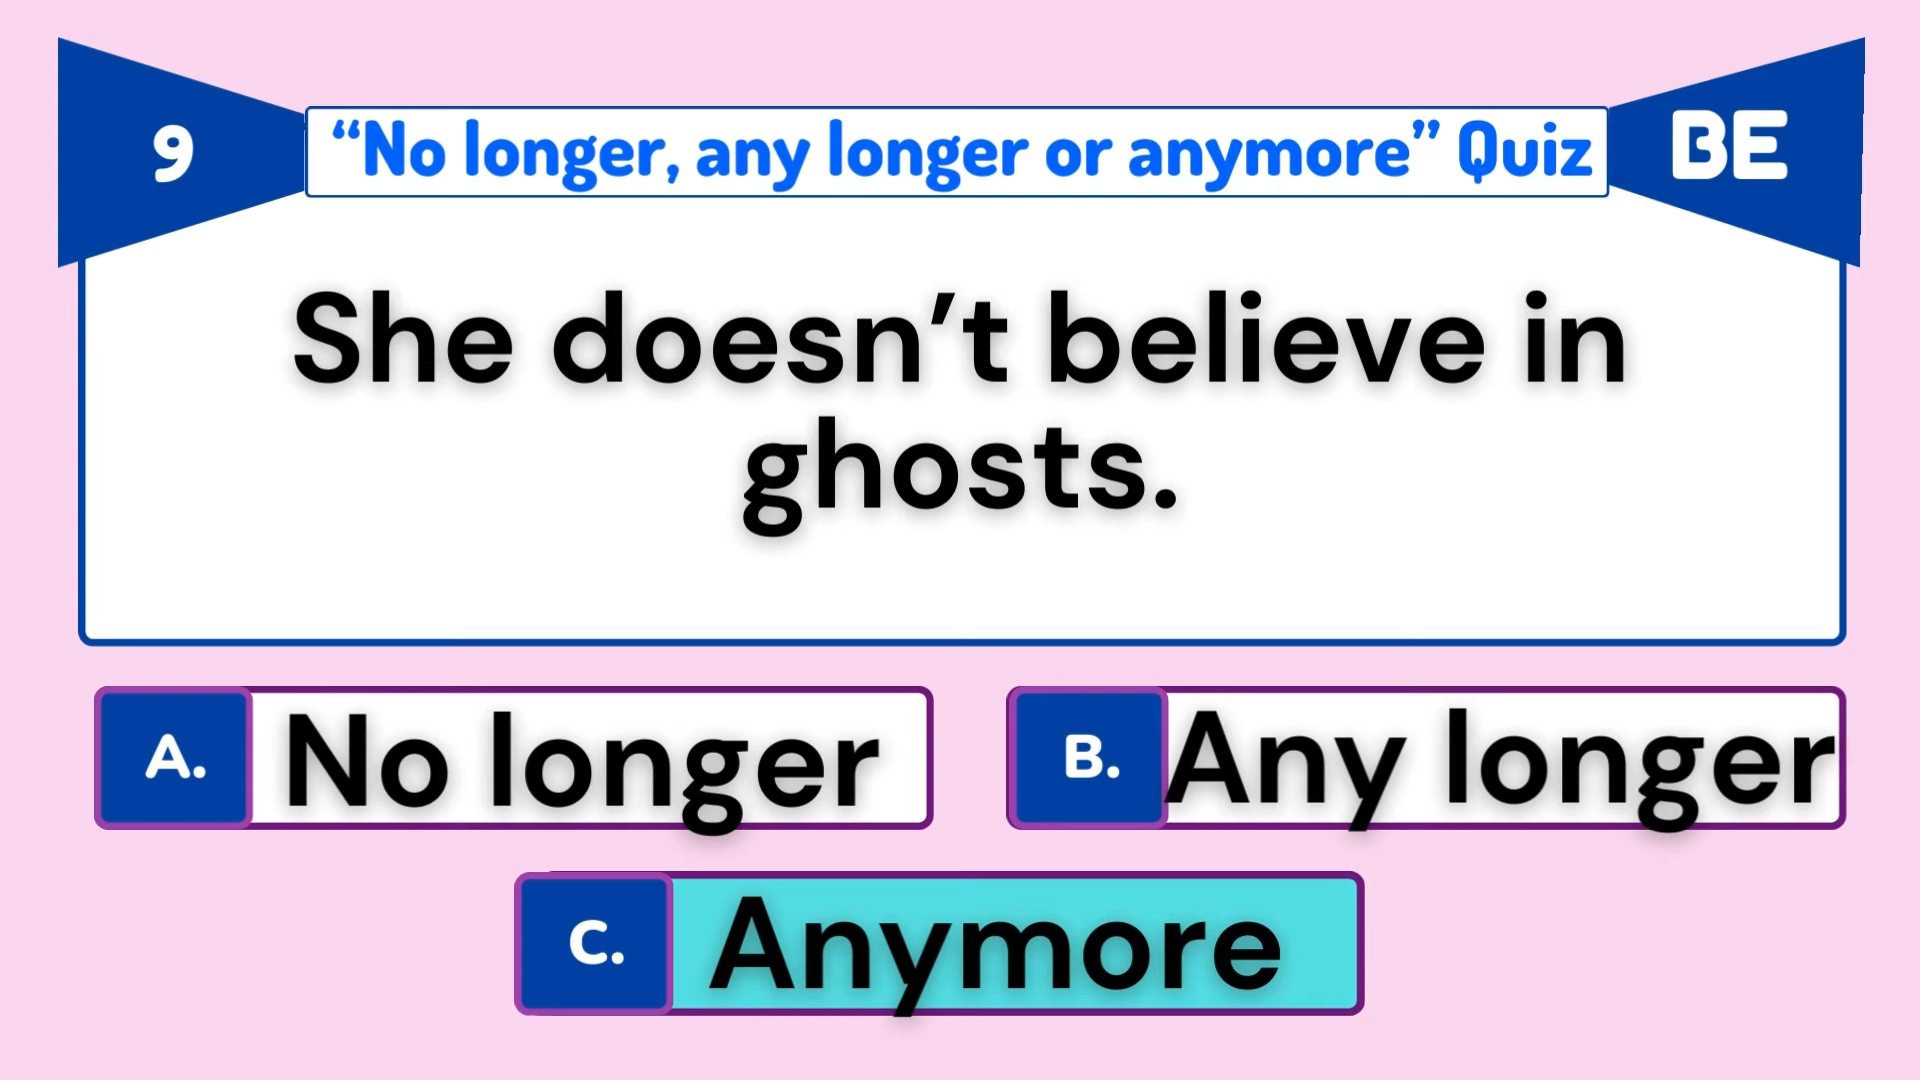 9
“No longer, any longer or anymore” Quiz
BE
She doesn’t believe in
ghosts.
A. No longer
B. Any longer
C. Anymore